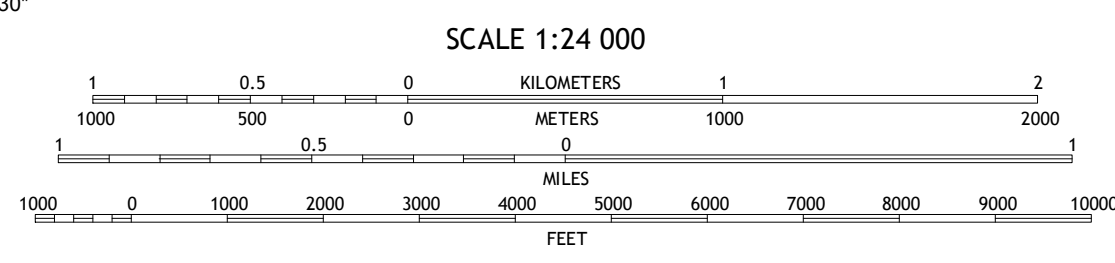 30"
SCALE 1:24 000
1 0.5 0 KILOMETERS 1 2
1000 500 0 METERS 1000 2000
1 0.5 0 1
MILES
1000 0 1000 2000 3000 4000 5000 6000 7000 8000 9000 10000
FEET